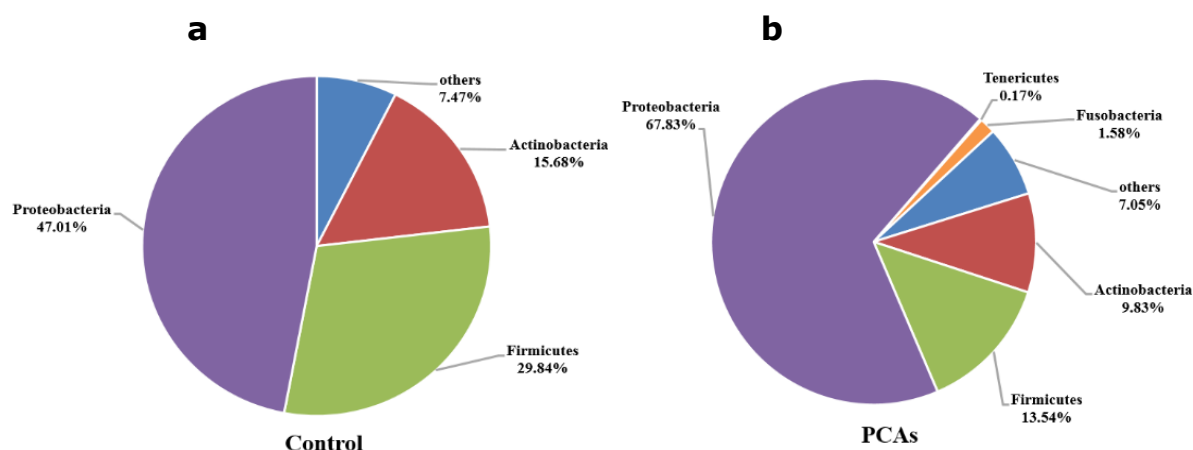 a
others
7.47%
Actinobacteria
15.68%
Proteobacteria
47.01%
Firmicutes
29.84%
Control
b
Tenericutes
0.17%
Proteobacteria
67.83%
Fusobacteria
1.58%
others
7.05%
Actinobacteria
9.83%
Firmicutes
13.54%
PCAs